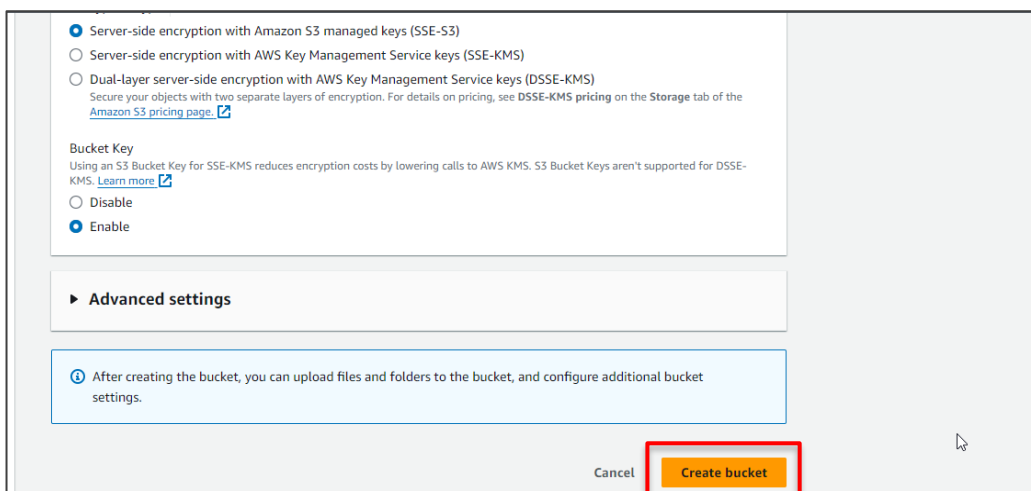 Server-side encryption with Amazon S3 managed keys (SSE-S3)
Server-side encryption with AWS Key Management Service keys (SSE-KMS)
Dual-layer server-side encryption with AWS Key Management Service keys (DSSE-KMS)
Secure your objects with two separate layers of encryption. For details on pricing, see DSSE-KMS pricing on the Storage tab of the
Amazon S3 pricing page.
Bucket Key
Using an S3 Bucket Key for SSE-KMS reduces encryption costs by lowering calls to AWS KMS. S3 Bucket Keys aren't supported for DSSE-
KMS. Learn more
Disable
Enable
Advanced settings
After creating the bucket, you can upload files and folders to the bucket, and configure additional bucket
settings.
Cancel Create bucket